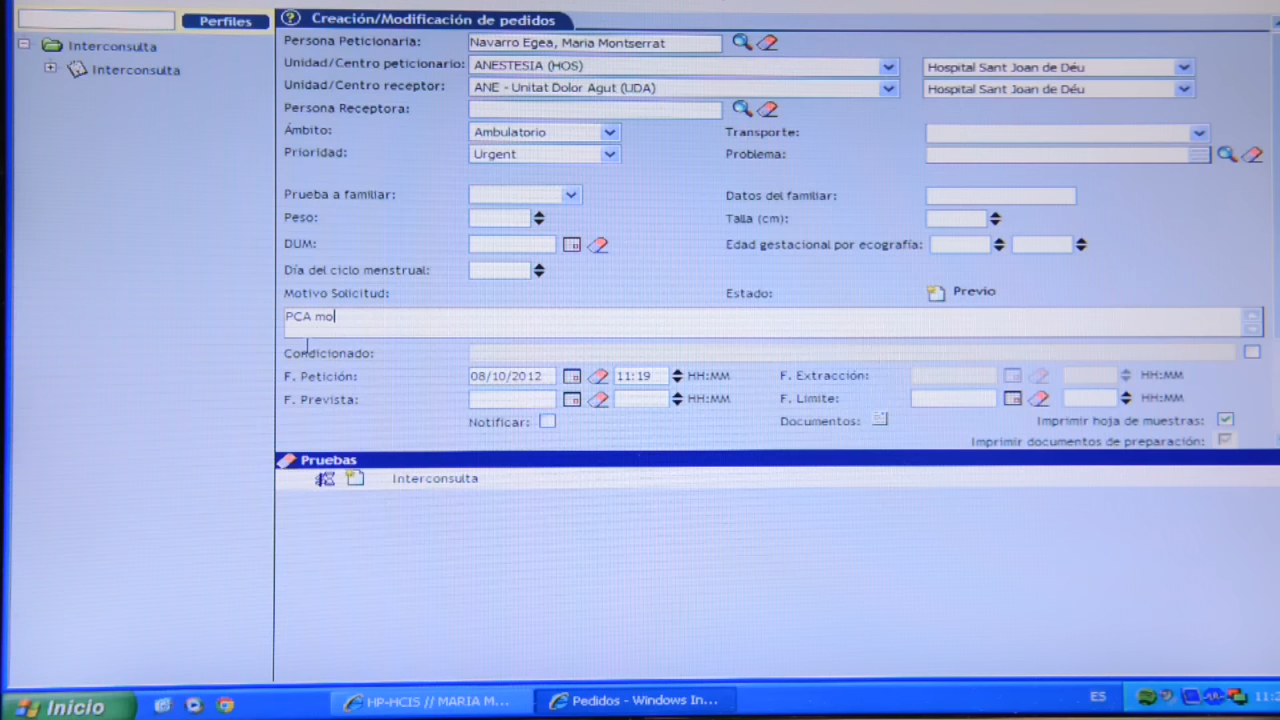 Perfiles
Interconsulta
Interconsulta
Creación/Modificación de pedidos
Persona Peticionaria: Navarro Egea, Maria Montserrat
Unidad/Centro peticionario: ANESTESIA (HOS) Hospital Sant Joan de Déu
Unidad/Centro receptor: ANE - Unitat Dolor Agut (UDA) Hospital Sant Joan de Déu
Persona Receptora:
Ámbito: Ambulatorio Transporte:
Prioridad: Urgent Problema:
Prueba a familiar: Datos del familiar:
Peso: Talla (cm):
DUM: Edad gestacional por ecografía:
Día del ciclo menstrual:
Motivo Solicitud: Estado: Previo
PCA mo
Condicionado:
F. Petición: 08/10/2012 11:19 HH:MM F. Extracción: HH:MM
F. Prevista: HH:MM F. Limite: HH:MM
Notificar: Documentos: Imprimir hoja de muestras:
Imprimir documentos de preparación:
Pruebas
Interconsulta
Inicio HP-HCIS // MARIA M... Pedidos - Windows In... ES